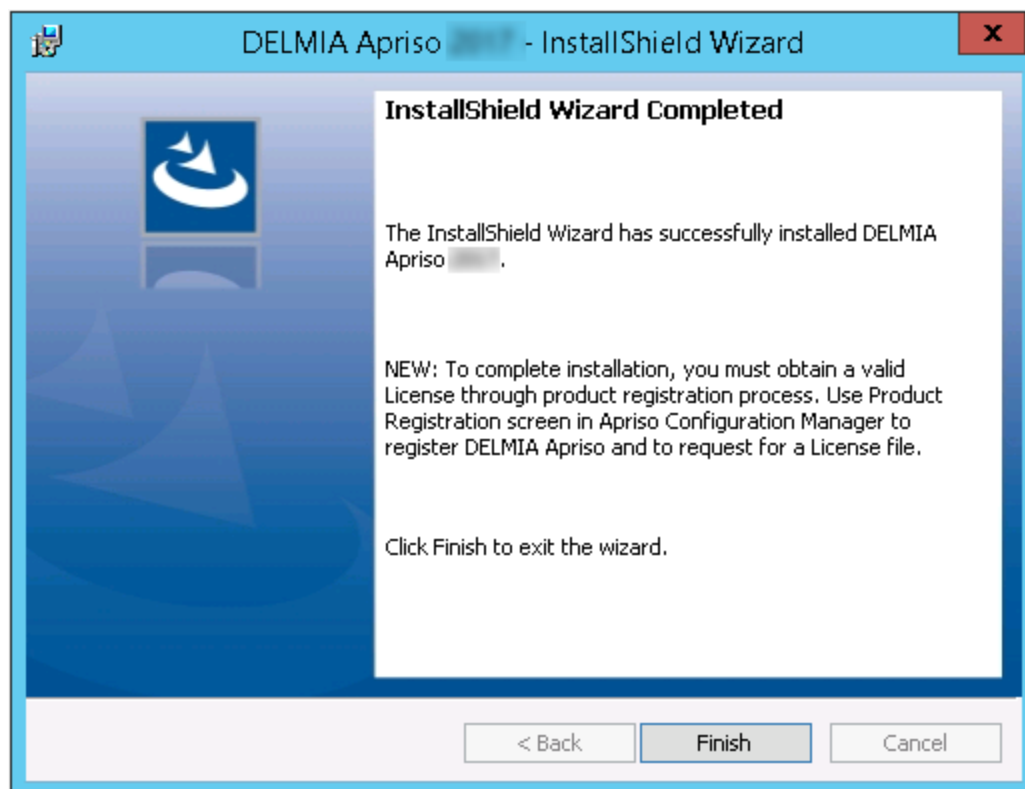 DELMIA Apriso - InstallShield Wizard
x
InstallShield Wizard Completed
The InstallShield Wizard has successfully installed DELMIA
Apriso .
NEW: To complete installation, you must obtain a valid
License through product registration process. Use Product
Registration screen in Apriso Configuration Manager to
register DELMIA Apriso and to request for a License file.
Click Finish to exit the wizard.
< Back
Finish
Cancel